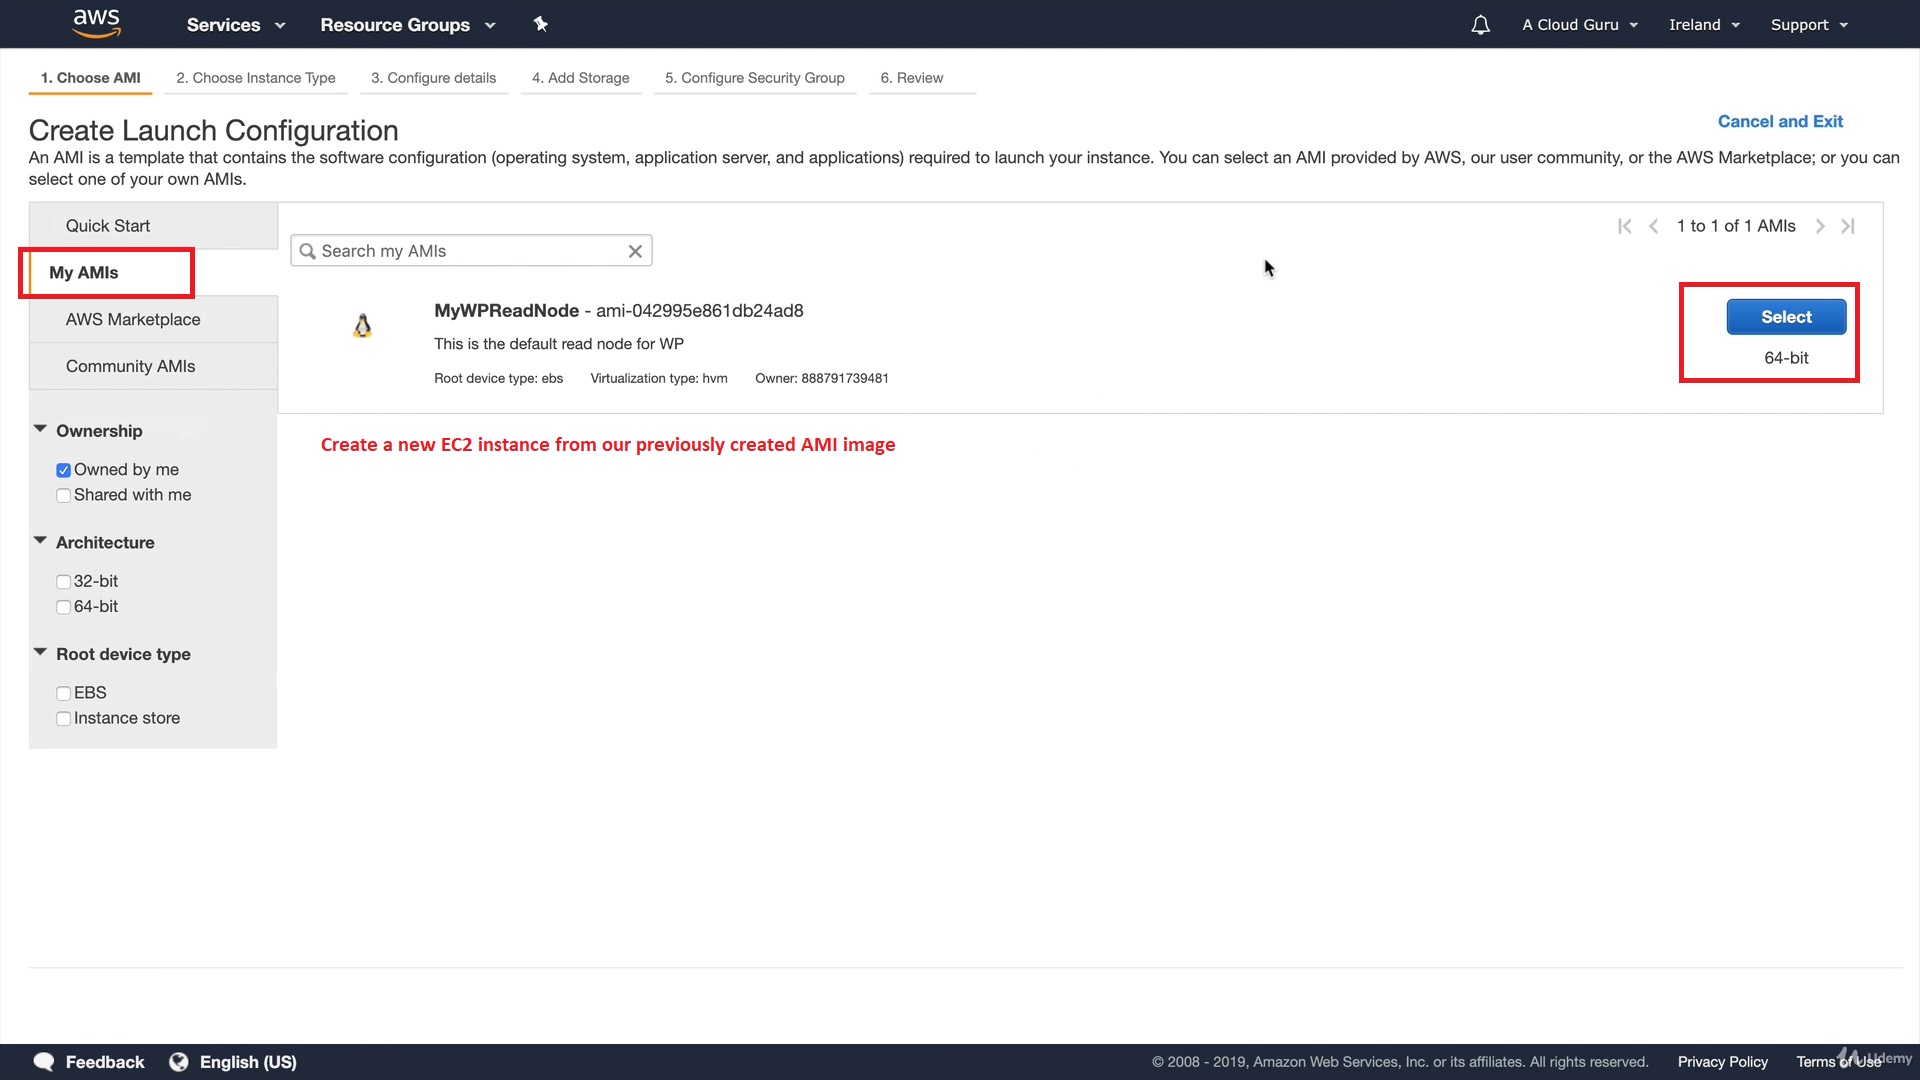 aws
Services
Resource Groups
A Cloud Guru
Ireland
Support
1. Choose AMI
2. Choose Instance Type
3. Configure details
4. Add Storage
5. Configure Security Group
6. Review
Create Launch Configuration
Cancel and Exit
An AMI is a template that contains the software configuration (operating system, application server, and applications) required to launch your instance. You can select an AMI provided by AWS, our user community, or the AWS Marketplace; or you can
select one of your own AMIs.
Quick Start
My AMIs
AWS Marketplace
Community AMIs
Search my AMIs
1 to 1 of 1 AMIs
MyWPReadNode - ami-042995e861db24ad8
This is the default read node for WP
Root device type: ebs
Virtualization type: hvm
Owner: 888791739481
Select
64-bit
Create a new EC2 instance from our previously created AMI image
Ownership
Owned by me
Shared with me
Architecture
32-bit
64-bit
Root device type
EBS
Instance store
Feedback
English (US)
© 2008 - 2019, Amazon Web Services, Inc. or its affiliates. All rights reserved.
Privacy Policy
Terms of Use
Udemy